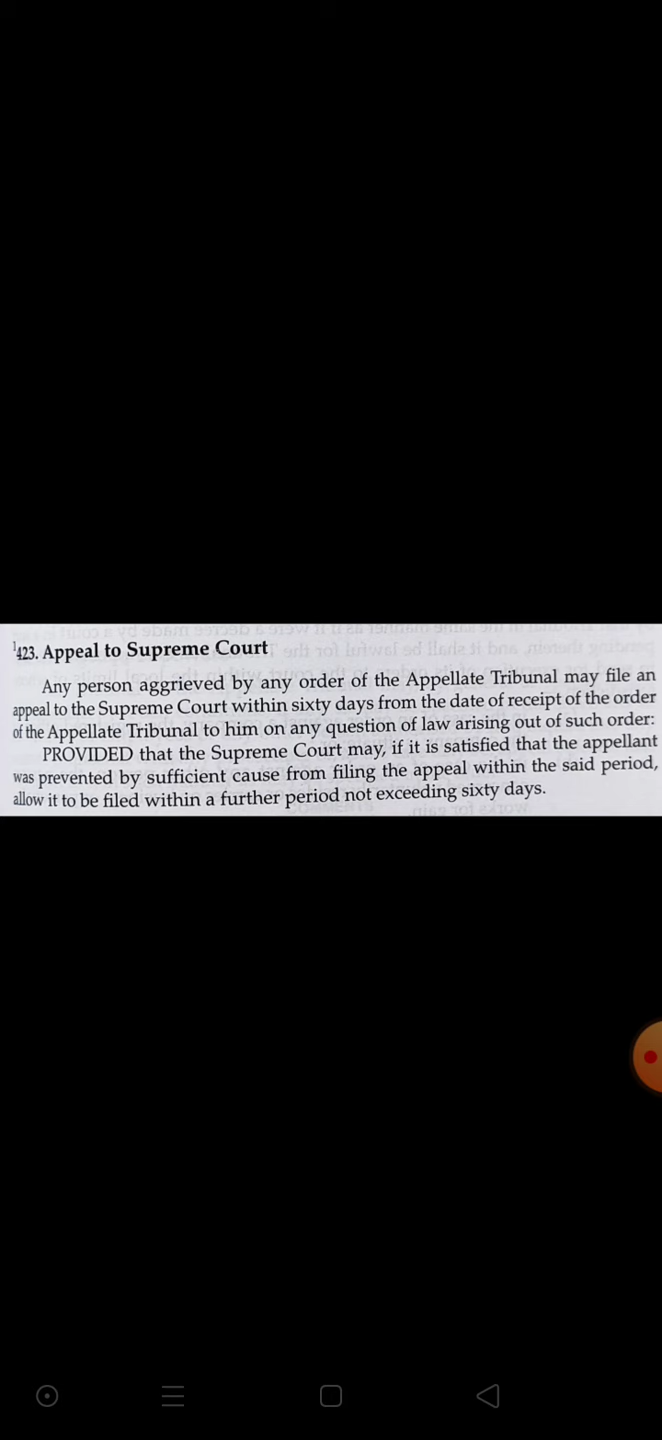 ¹423. Appeal to Supreme Court
Any person aggrieved by any order of the Appellate Tribunal may file an
appeal to the Supreme Court within sixty days from the date of receipt of the order
of the Appellate Tribunal to him on any question of law arising out of such order:
PROVIDED that the Supreme Court may, if it is satisfied that the appellant
was prevented by sufficient cause from filing the appeal within the said period,
allow it to be filed within a further period not exceeding sixty days.